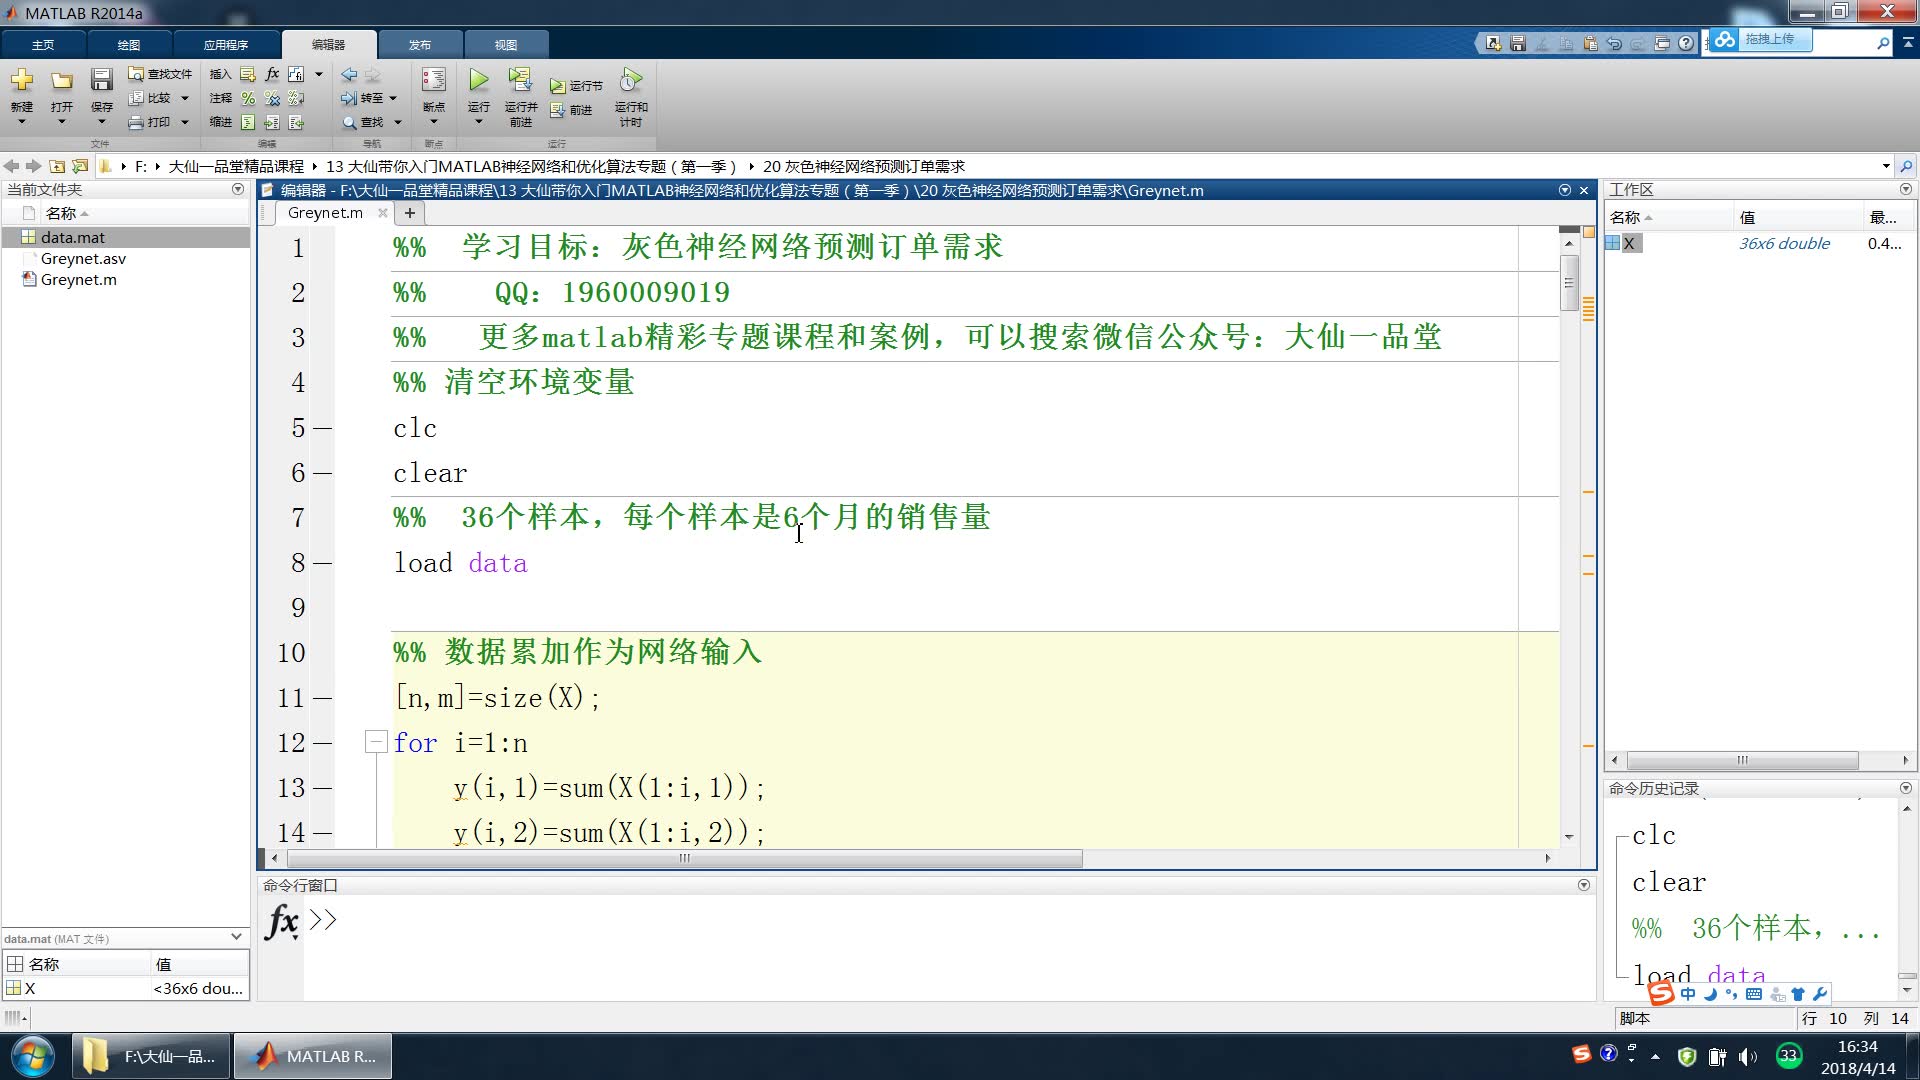 MATLAB R2014a
主页 绘图 应用程序 编辑器 发布 视图
拖拽上传
新建 打开 保存 查找文件 比较 打印
文件
插入 注释 缩进
编辑
转至 查找
导航
断点
断点
运行 运行并前进 运行节 前进 运行和计时
运行
F: 大仙一品堂精品课程 13 大仙带你入门MATLAB神经网络和优化算法专题（第一季） 20 灰色神经网络预测订单需求
当前文件夹
名称
data.mat
Greynet.asv
Greynet.m
编辑器 - F:\大仙一品堂精品课程\13 大仙带你入门MATLAB神经网络和优化算法专题（第一季）\20 灰色神经网络预测订单需求\Greynet.m
Greynet.m
1 %% 学习目标：灰色神经网络预测订单需求
2 %% QQ：1960009019
3 %% 更多matlab精彩专题课程和案例，可以搜索微信公众号：大仙一品堂
4 %% 清空环境变量
5 clc
6 clear
7 %% 36个样本，每个样本是6个月的销售量
8 load data
9
10 %% 数据累加作为网络输入
11 [n,m]=size(X);
12 for i=1:n
13 y(i,1)=sum(X(1:i,1));
14 y(i,2)=sum(X(1:i,2));
工作区
名称 值 最...
X 36x6 double 0.4...
命令历史记录
clc
clear
%% 36个样本，...
load data
命令行窗口
fx >>
data.mat (MAT 文件)
名称 值
X <36x6 dou...
中
脚本 行 10 列 14
F:\大仙一品...
MATLAB R...
33
16:34
2018/4/14